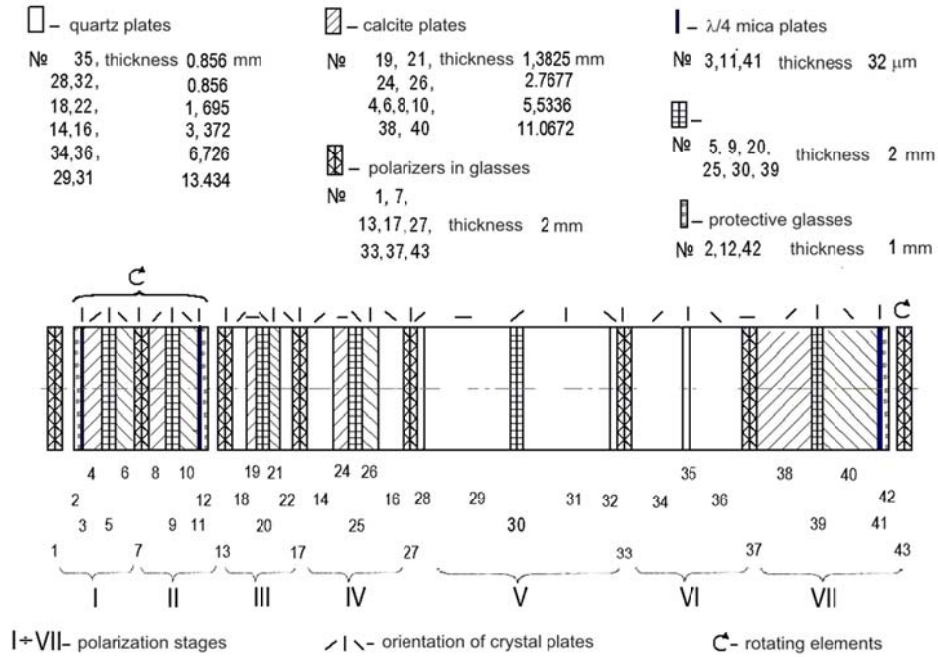 – quartz plates
№ 35, thickness 0.856 mm
28,32, 0.856
18,22, 1,695
14,16, 3,372
34,36, 6,726
29,31 13.434
– calcite plates
№ 19, 21, thickness 1,3825 mm
24, 26, 2.7677
4,6,8,10, 5,5336
38, 40 11.0672
– polarizers in glasses
№ 1, 7,
13,17,27, thickness 2 mm
33,37,43
– λ/4 mica plates
№ 3,11,41 thickness 32 μm
–
№ 5. 9, 20, thickness 2 mm
25, 30, 39
– protective glasses
№ 2,12,42 thickness 1 mm
4 6 8 10 19 21 24 26 35 38 40
2 12 18 22 14 16 28 29 31 32 34 36 42
3 5 9 11 20 25 30 39 41
1 7 13 17 27 33 37 43
I II III IV V VI VII
I÷VII – polarization stages
– orientation of crystal plates
– rotating elements